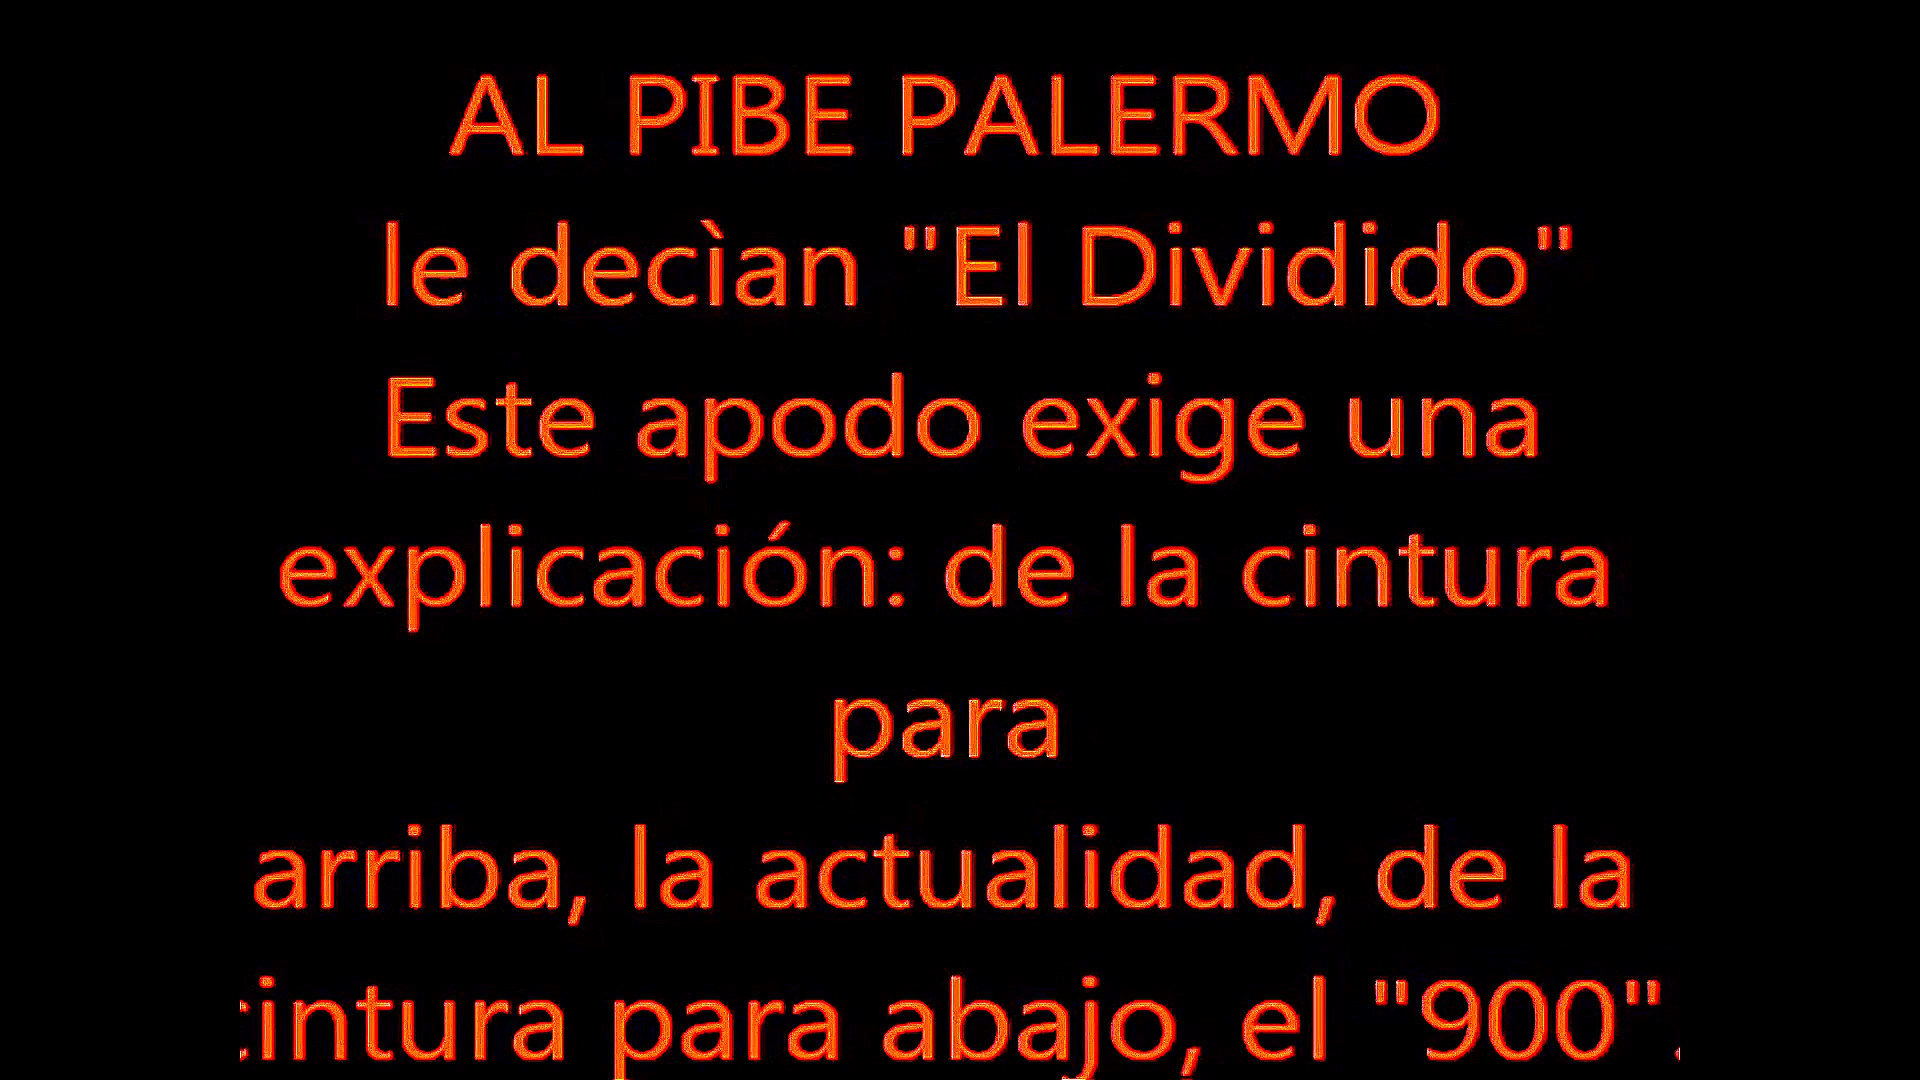 AL PIBE PALERMO
le decìan "El Dividido"
Este apodo exige una
explicación: de la cintura
para
arriba, la actualidad, de la
cintura para abajo, el "900".